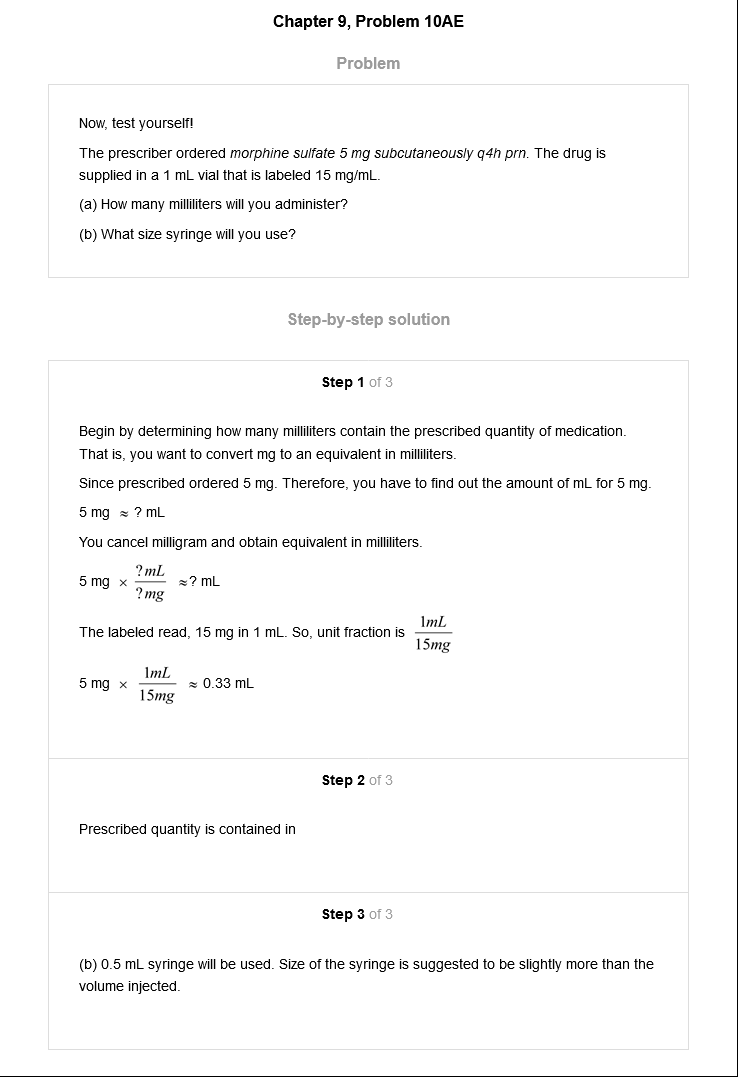 Chapter 9, Problem 10AE
Problem
Now, test yourself!
The prescriber ordered morphine sulfate 5 mg subcutaneously q4h prn. The drug is
supplied in a 1 mL vial that is labeled 15 mg/mL.
(a) How many milliliters will you administer?
(b) What size syringe will you use?
Step-by-step solution
Step 1 of 3
Begin by determining how many milliliters contain the prescribed quantity of medication.
That is, you want to convert mg to an equivalent in milliliters.
Since prescribed ordered 5 mg. Therefore, you have to find out the amount of mL for 5 mg.
5 mg ≈ ? mL
You cancel milligram and obtain equivalent in milliliters.
5 mg × ?mL/?mg ≈? mL
The labeled read, 15 mg in 1 mL. So, unit fraction is 1mL/15mg
5 mg × 1mL/15mg ≈ 0.33 mL
Step 2 of 3
Prescribed quantity is contained in
Step 3 of 3
(b) 0.5 mL syringe will be used. Size of the syringe is suggested to be slightly more than the
volume injected.